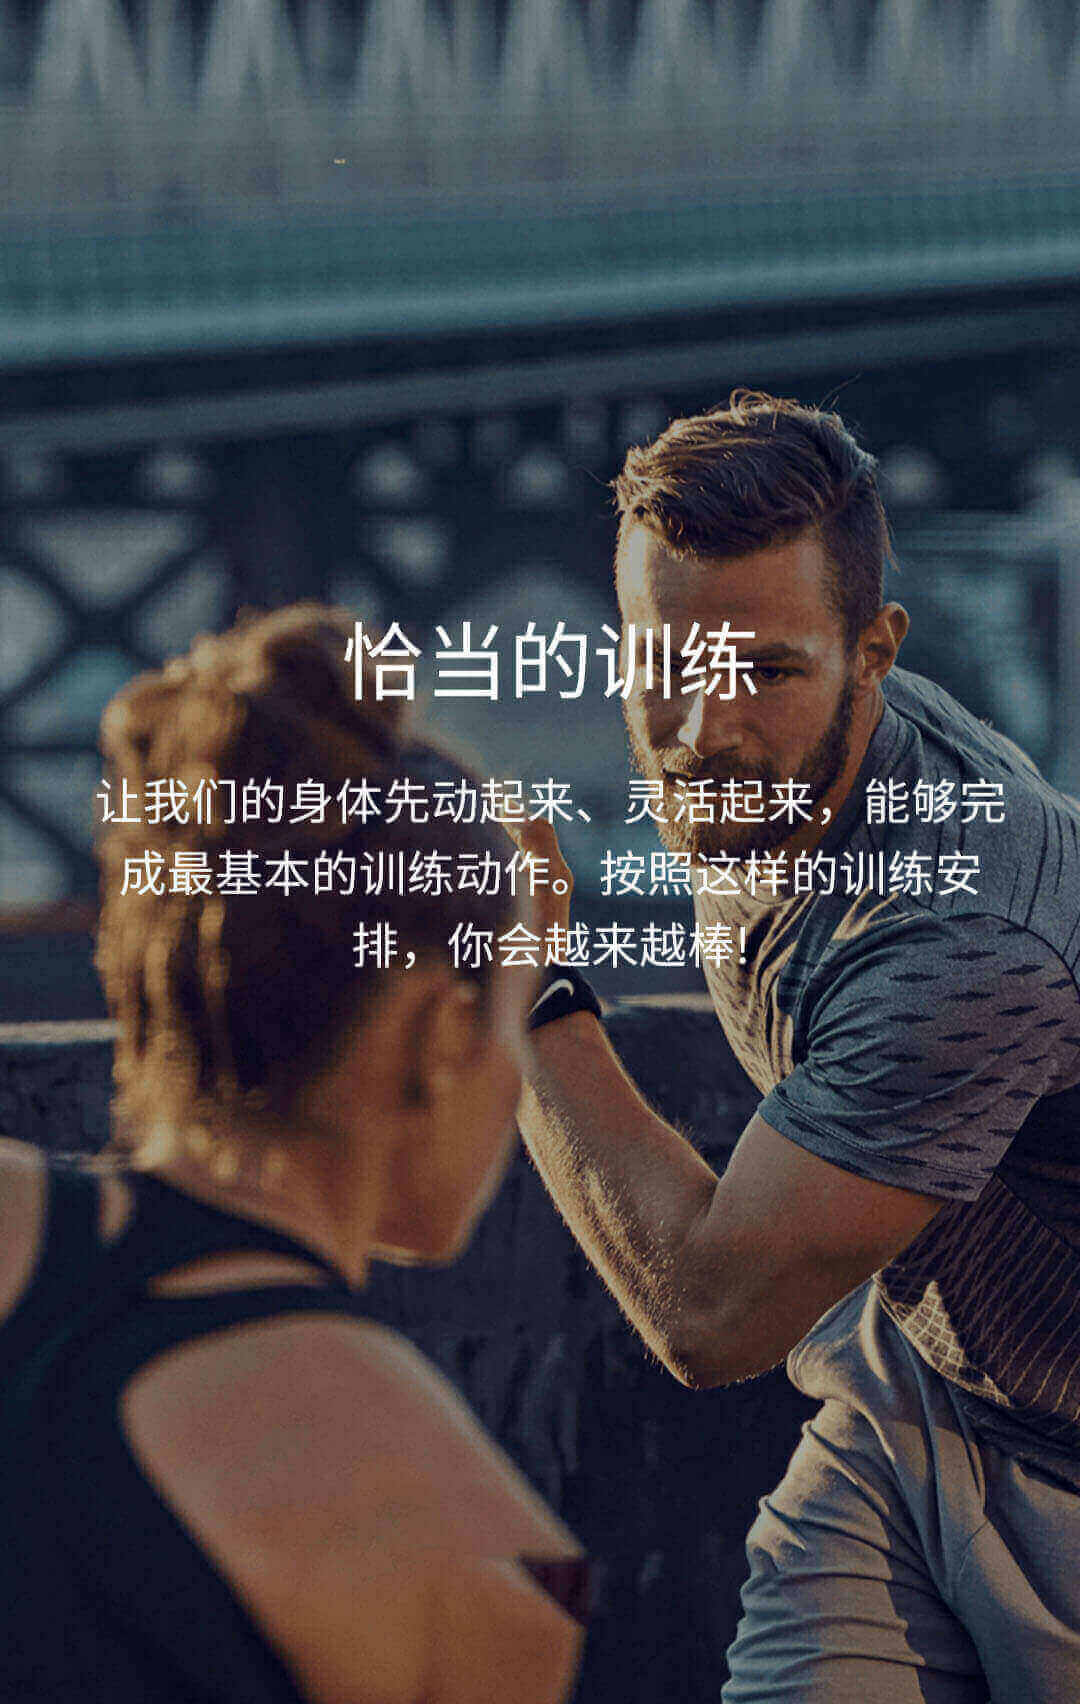 恰当的训练
让我们的身体先动起来、灵活起来，能够完
成最基本的训练动作。按照这样的训练安
排，你会越来越棒!